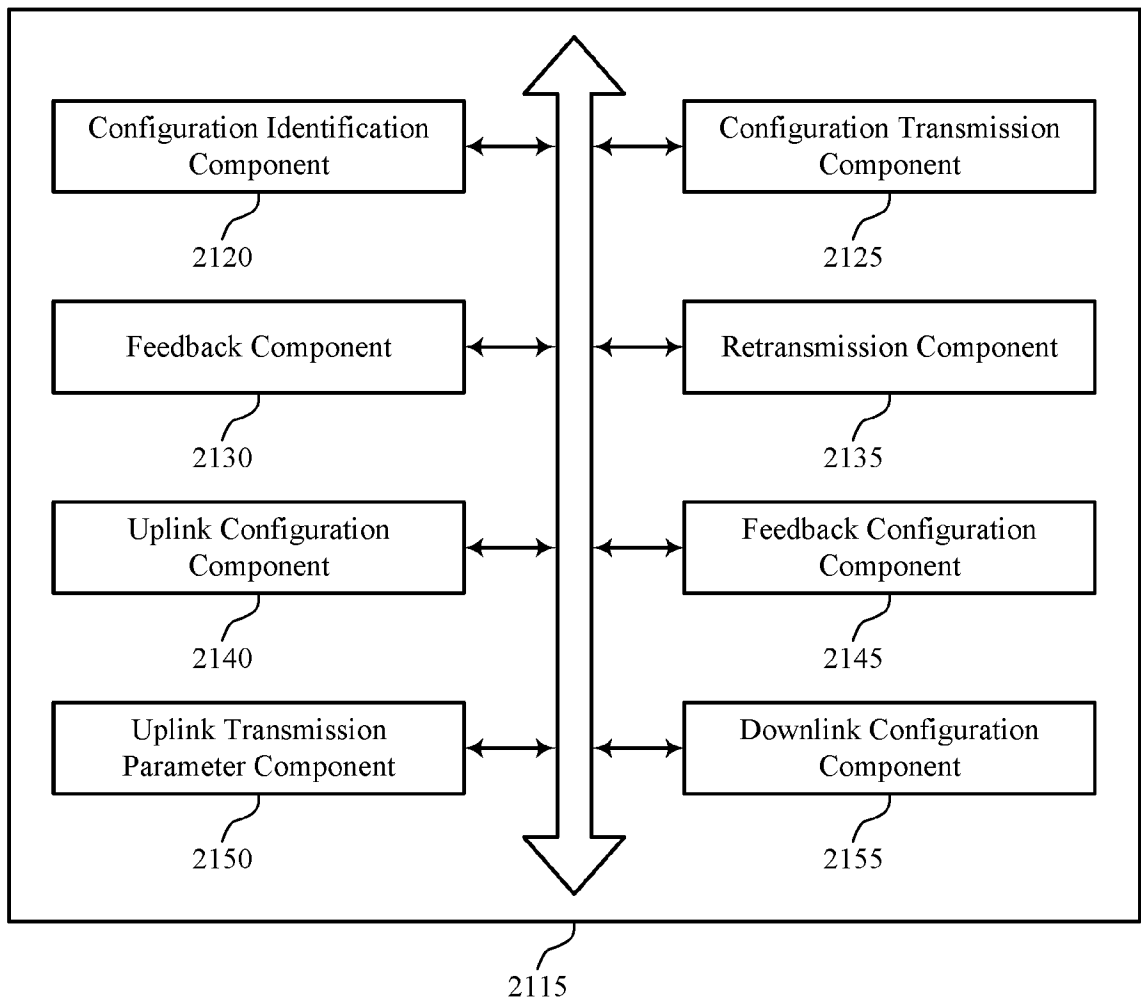 Configuration Identification
Component
2120
Configuration Transmission
Component
2125
Feedback Component
2130
Retransmission Component
2135
Uplink Configuration
Component
2140
Feedback Configuration
Component
2145
Uplink Transmission
Parameter Component
2150
Downlink Configuration
Component
2155
2115